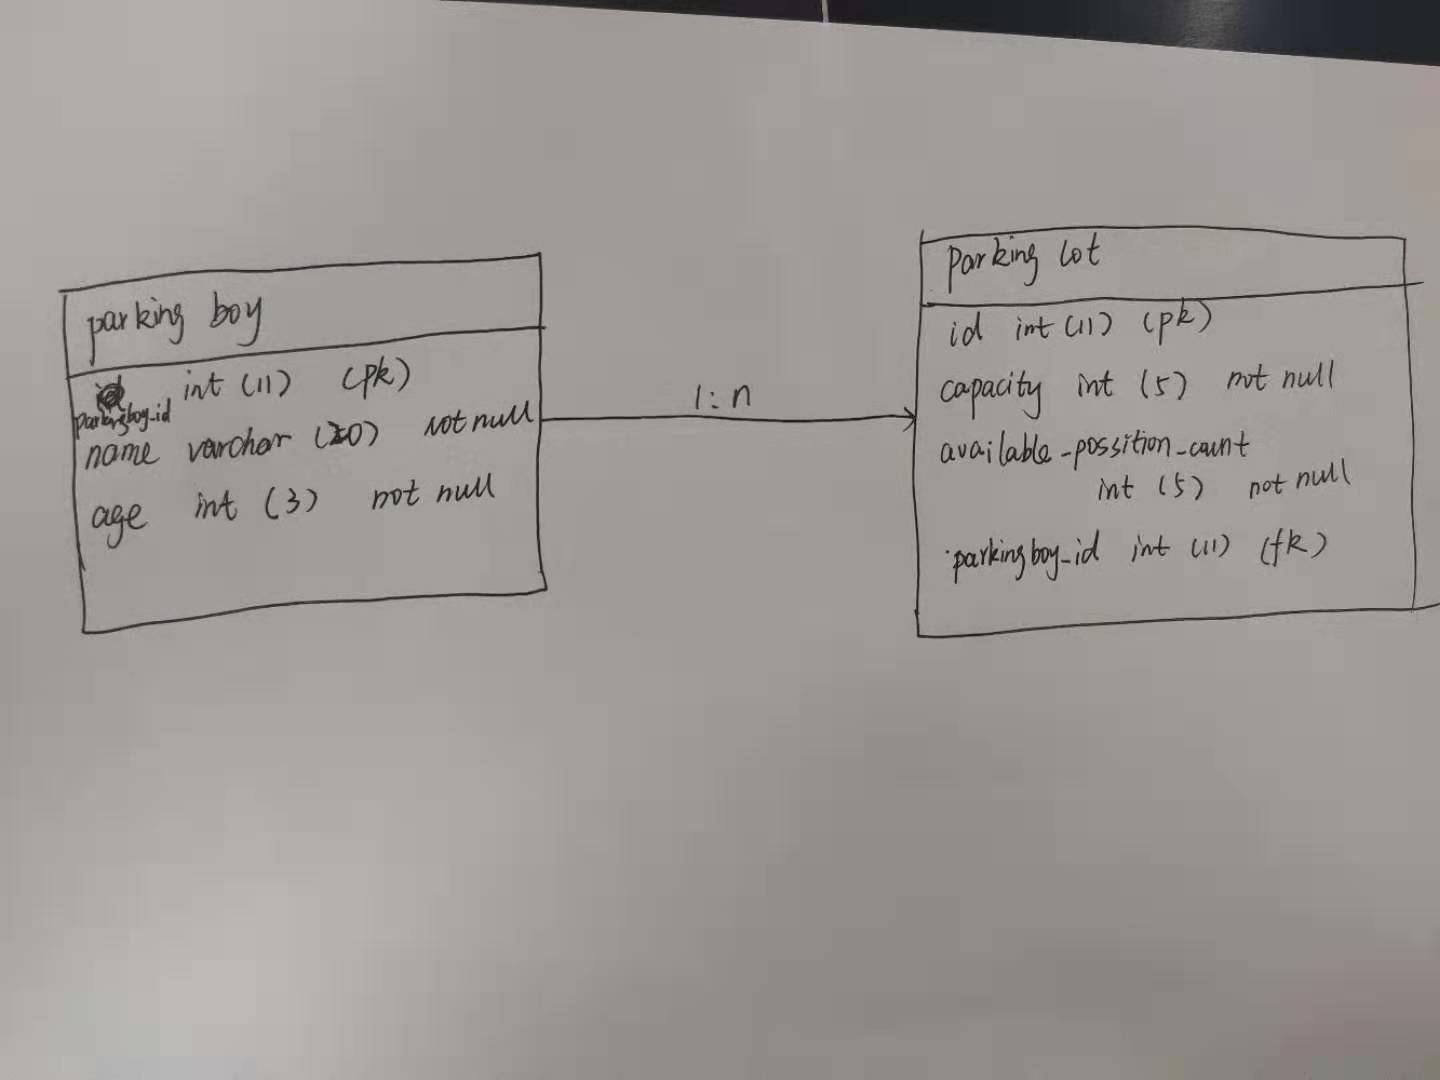 parking boy
int (11) (pk)
parkingboy_id
name varchar (20) not null
age int (3) not null
1:n
parking lot
id int (11) (pk)
capacity int (5) not null
available_possition_count
int (5) not null
parkingboy_id int (11) (fk)